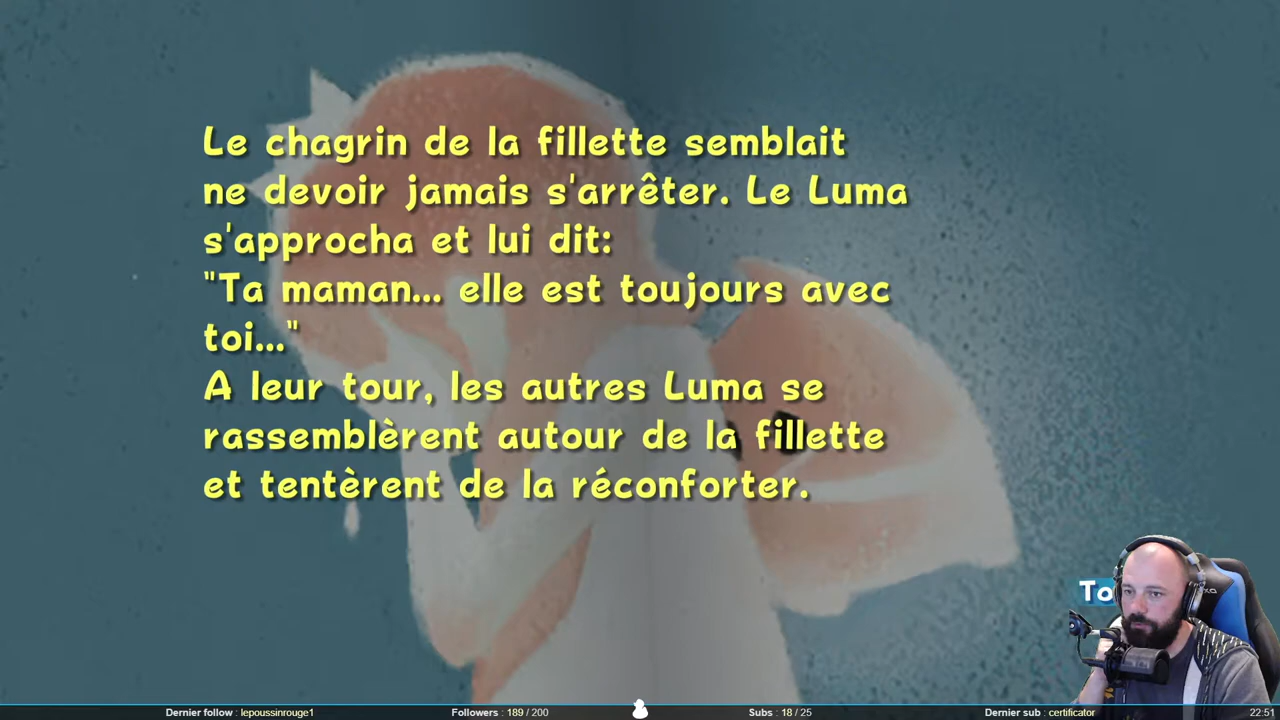 Le chagrin de la fillette semblait
ne devoir jamais s'arrêter. Le Luma
s'approcha et lui dit:
"Ta maman... elle est toujours avec
toi..."
A leur tour, les autres Luma se
rassemblèrent autour de la fillette
et tentèrent de la réconforter.
To
Dernier follow : lepoussinrouge1
Followers : 189 / 200
Subs : 18 / 25
Dernier sub : certificator
22:51